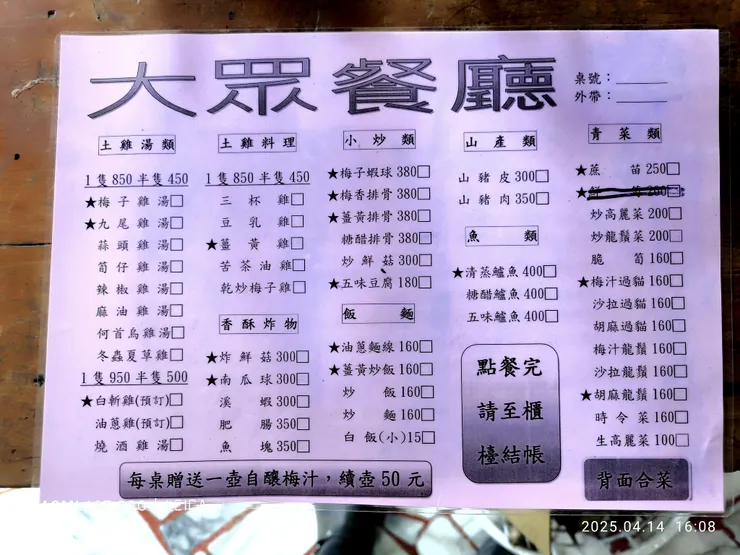 大眾餐廳
桌號：
外帶：
土雞湯類
1隻850半隻450
★梅子雞湯□
★九尾雞湯□
蒜頭雞湯□
筍仔雞湯□
辣椒雞湯□
麻油雞湯□
何首烏雞湯□
冬蟲夏草雞□
1隻950半隻500
★白斬雞(預訂)□
油蔥雞(預訂)□
燒酒雞湯□
土雞料理
1隻850半隻450
三杯雞□
豆乳雞□
★薑黃雞□
苦茶油雞□
乾炒梅子雞□
香酥炸物
★炸鮮菇300□
★南瓜球300□
溪蝦300□
肥腸350□
魚塊350□
小炒類
★梅子蝦球380□
★梅香排骨380□
★薑黃排骨380□
糖醋排骨380□
炒鮮菇300□
★五味豆腐180□
飯麵
★油蔥麵線160□
★薑黃炒飯160□
炒飯160□
炒麵160□
白飯(小)15□
山產類
山豬皮300□
山豬肉350□
魚類
★清蒸鱸魚400□
糖醋鱸魚400□
五味鱸魚400□
點餐完
請至櫃
檯結帳
青菜類
★蔴苗250□
炒高麗菜200□
炒龍鬚菜200□
脆筍160□
★梅汁過貓160□
沙拉過貓160□
胡麻過貓160□
梅汁龍鬚160□
沙拉龍鬚160□
★胡麻龍鬚160□
時令菜160□
生高麗菜100□
背面合菜
每桌贈送一壺自釀梅汁，續壺50元
2025.04.14 16:08